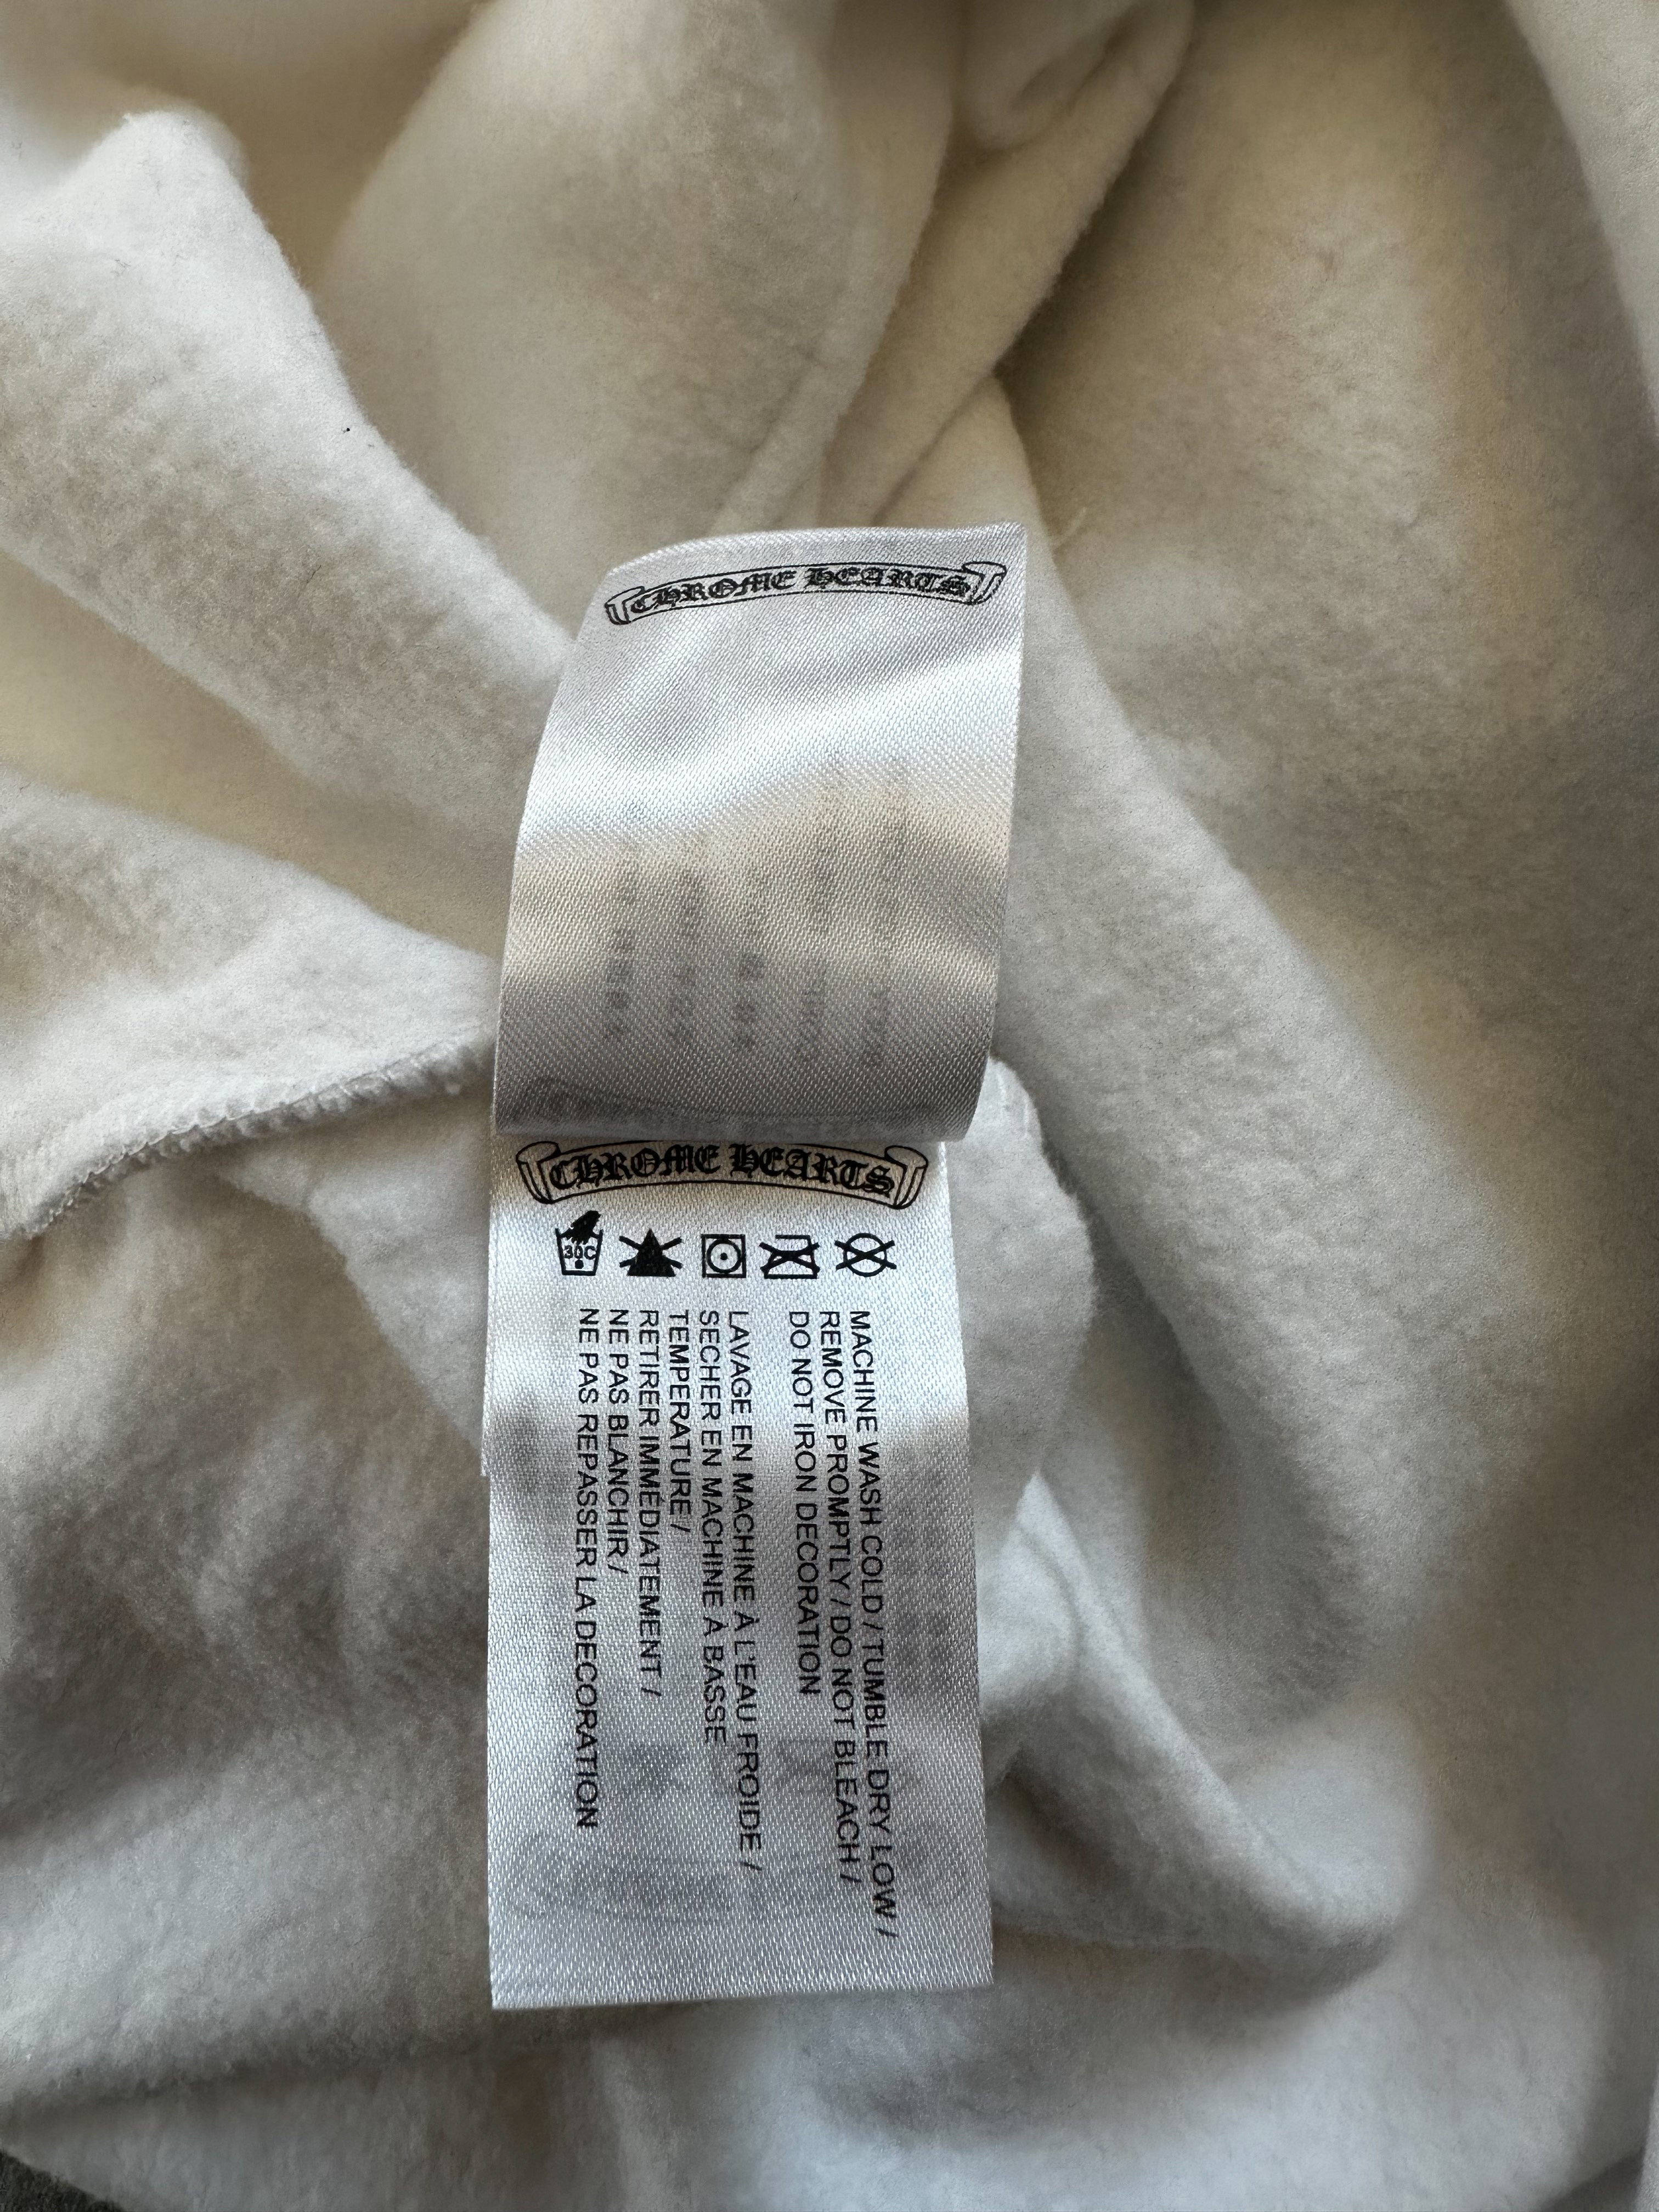 CHROME HEARTS
CHROME HEARTS
30C
MACHINE WASH COLD / TUMBLE DRY LOW /
REMOVE PROMPTLY / DO NOT BLEACH /
DO NOT IRON DECORATION
LAVAGE EN MACHINE À L'EAU FROIDE /
SECHER EN MACHINE À BASSE
TEMPERATURE /
RETIRER IMMÉDIATEMENT /
NE PAS BLANCHIR /
NE PAS REPASSER LA DECORATION